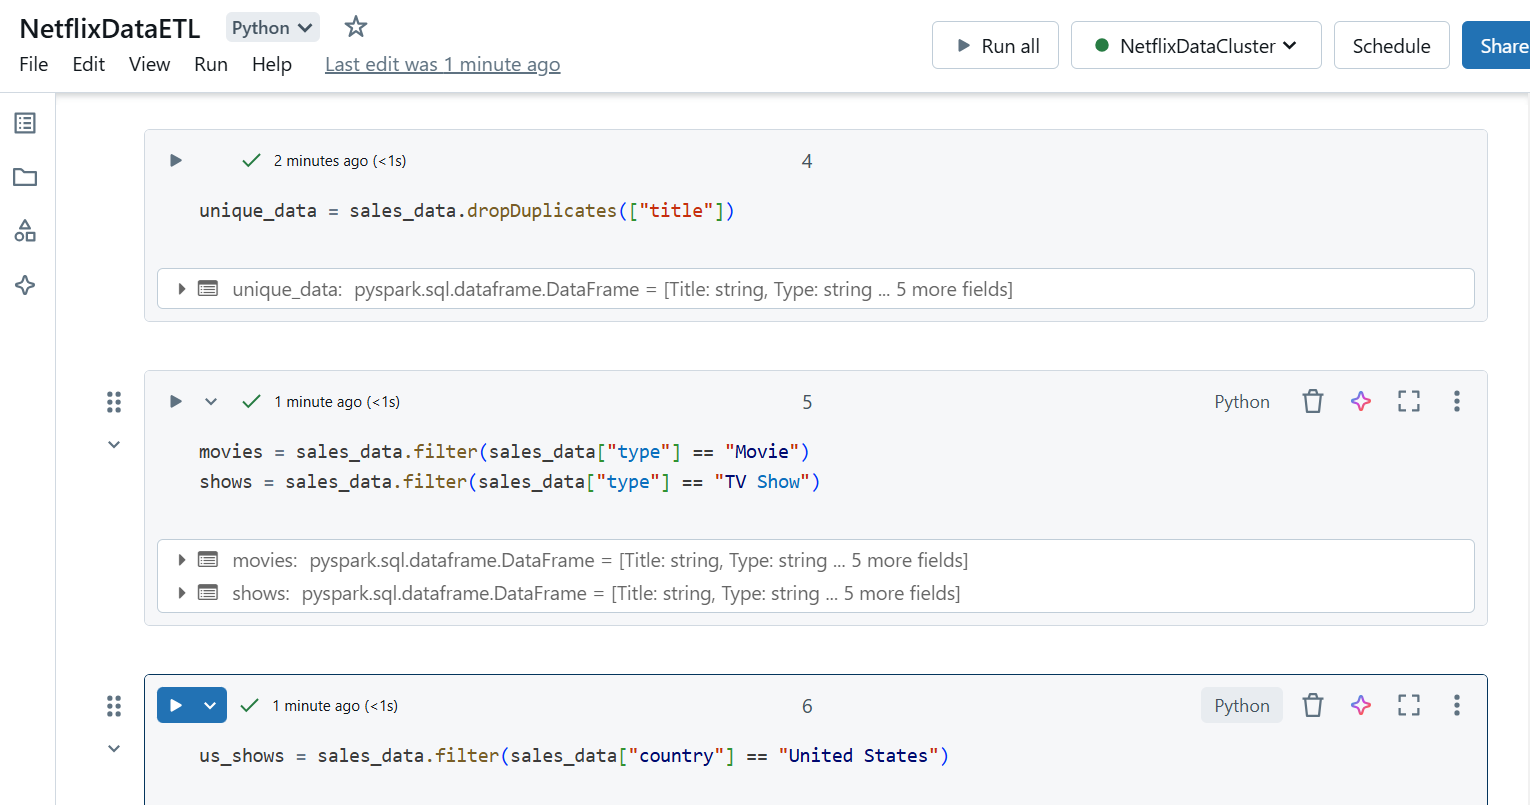 NetflixDataETL Python
File Edit View Run Help Last edit was 1 minute ago
Run all NetflixDataCluster Schedule Share
2 minutes ago (<1s) 4
unique_data = sales_data.dropDuplicates(["title"])
unique_data: pyspark.sql.dataframe.DataFrame = [Title: string, Type: string ... 5 more fields]
1 minute ago (<1s) 5 Python
movies = sales_data.filter(sales_data["type"] == "Movie")
shows = sales_data.filter(sales_data["type"] == "TV Show")
movies: pyspark.sql.dataframe.DataFrame = [Title: string, Type: string ... 5 more fields]
shows: pyspark.sql.dataframe.DataFrame = [Title: string, Type: string ... 5 more fields]
1 minute ago (<1s) 6 Python
us_shows = sales_data.filter(sales_data["country"] == "United States")